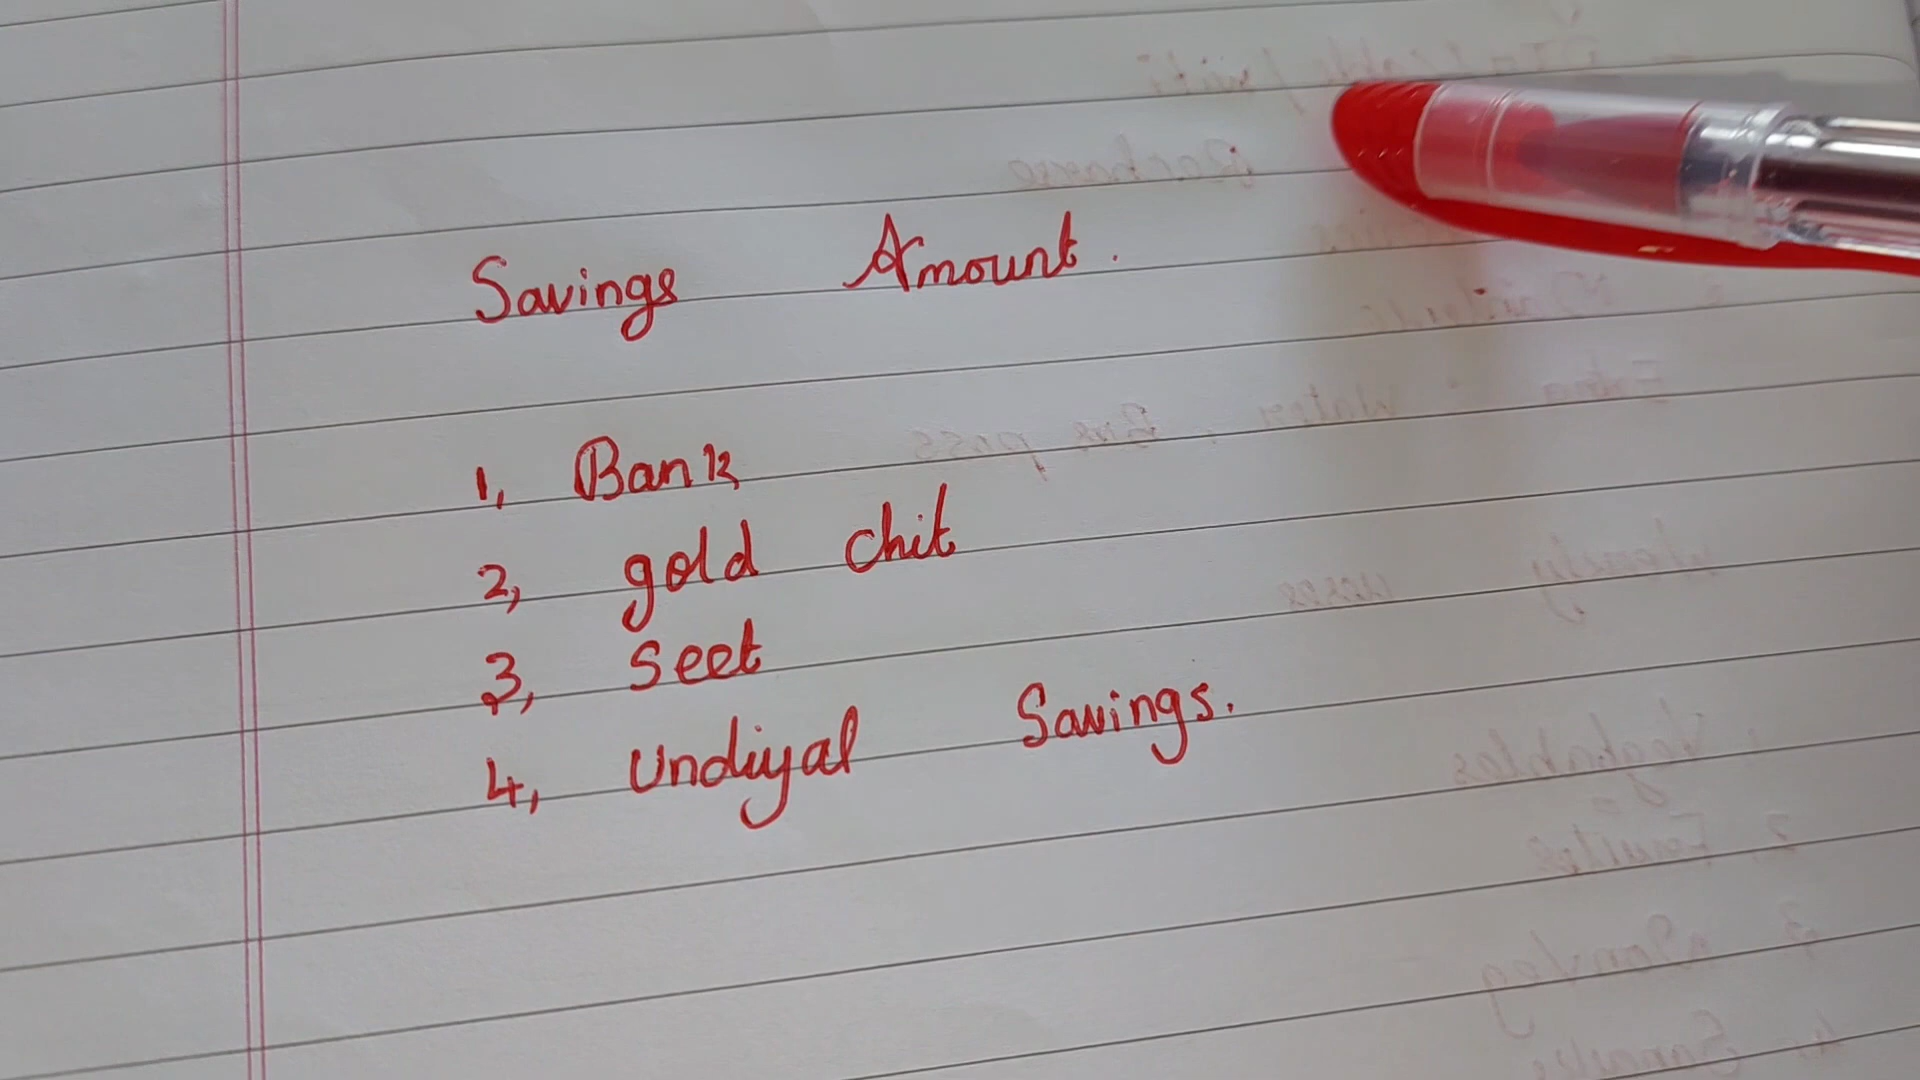 Savings Amount.
1, Bank
2, gold chit
3, Seet
4, Undiyal Savings.